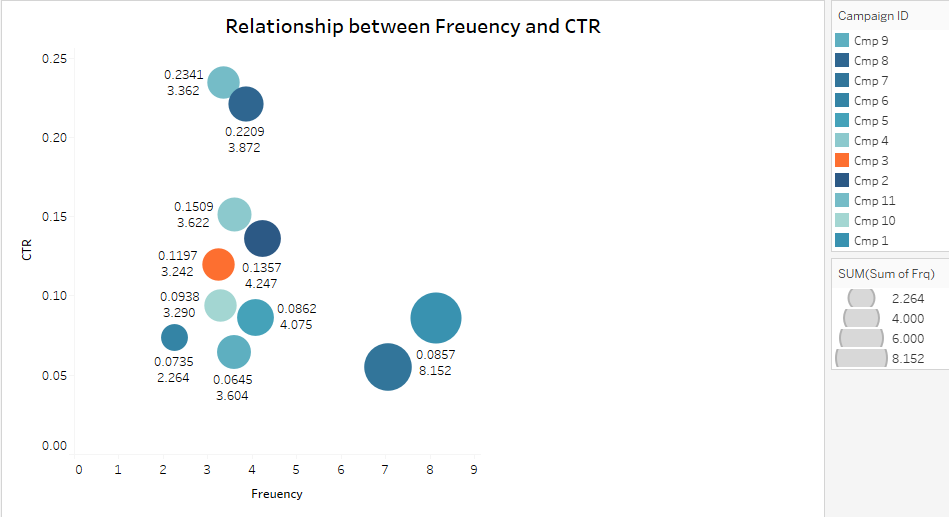 Relationship between Freuency and CTR
0.25
0.20
0.15
0.10
0.05
0.00
CTR
0.2341
3.362
0.2209
3.872
0.1509
3.622
0.1357
4.247
0.1197
3.242
0.0938
3.290
0.0862
4.075
0.0735
2.264
0.0645
3.604
0.0857
8.152
0 1 2 3 4 5 6 7 8 9
Freuency
Campaign ID
Cmp 9
Cmp 8
Cmp 7
Cmp 6
Cmp 5
Cmp 4
Cmp 3
Cmp 2
Cmp 11
Cmp 10
Cmp 1
SUM(Sum of Frq)
2.264
4.000
6.000
8.152